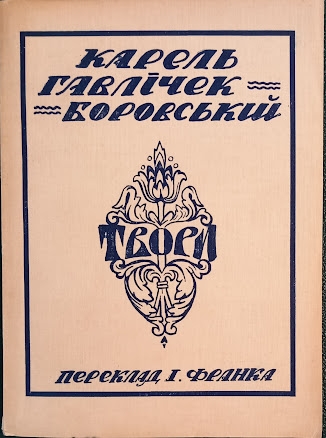 КАРЕЛЬ
ГАВЛІЧЕК
БОРОВСЬКИЙ
ТВОРИ
ПЕРЕКЛАД І. ФРАНКА